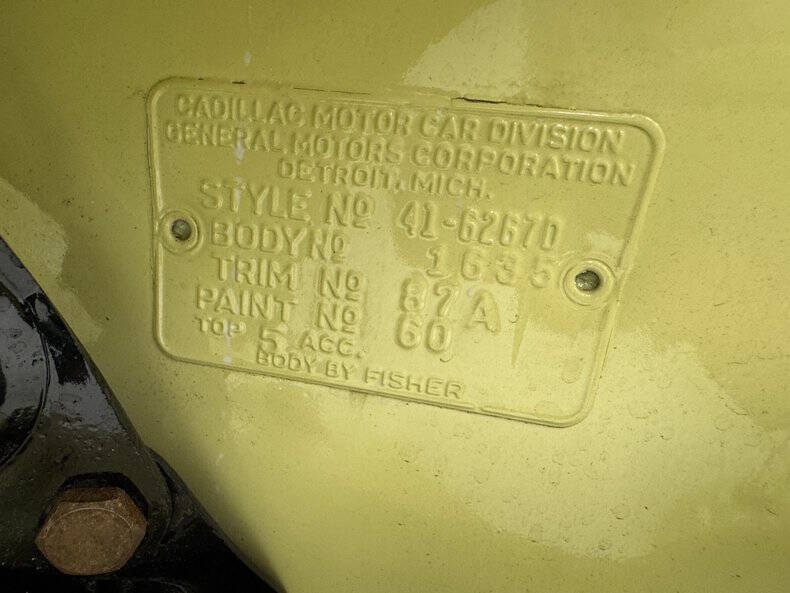 CADILLAC MOTOR CAR DIVISION
GENERAL MOTORS CORPORATION
DETROIT, MICH.
STYLE Nº 41-6267D
BODY Nº 1635
TRIM Nº 87A
PAINT Nº 60
TOP 5 ACC.
BODY BY FISHER